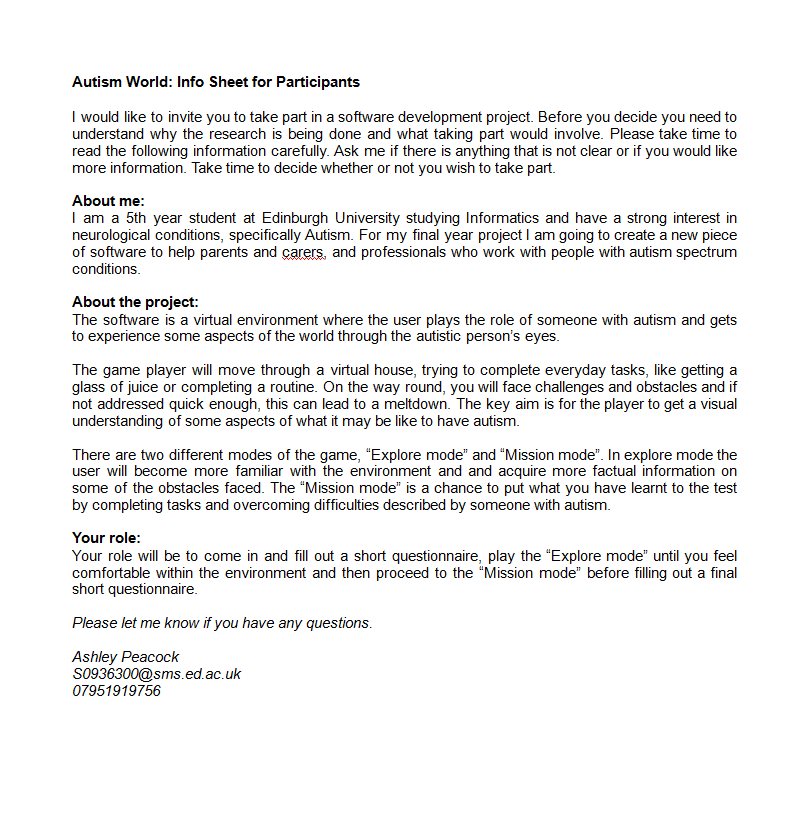 Autism World: Info Sheet for Participants
I would like to invite you to take part in a software development project. Before you decide you need to
understand why the research is being done and what taking part would involve. Please take time to
read the following information carefully. Ask me if there is anything that is not clear or if you would like
more information. Take time to decide whether or not you wish to take part.
About me:
I am a 5th year student at Edinburgh University studying Informatics and have a strong interest in
neurological conditions, specifically Autism. For my final year project I am going to create a new piece
of software to help parents and carers, and professionals who work with people with autism spectrum
conditions.
About the project:
The software is a virtual environment where the user plays the role of someone with autism and gets
to experience some aspects of the world through the autistic person’s eyes.
The game player will move through a virtual house, trying to complete everyday tasks, like getting a
glass of juice or completing a routine. On the way round, you will face challenges and obstacles and if
not addressed quick enough, this can lead to a meltdown. The key aim is for the player to get a visual
understanding of some aspects of what it may be like to have autism.
There are two different modes of the game, “Explore mode” and “Mission mode”. In explore mode the
user will become more familiar with the environment and and acquire more factual information on
some of the obstacles faced. The “Mission mode” is a chance to put what you have learnt to the test
by completing tasks and overcoming difficulties described by someone with autism.
Your role:
Your role will be to come in and fill out a short questionnaire, play the “Explore mode” until you feel
comfortable within the environment and then proceed to the “Mission mode” before filling out a final
short questionnaire.
Please let me know if you have any questions.
Ashley Peacock
S0936300@sms.ed.ac.uk
07951919756